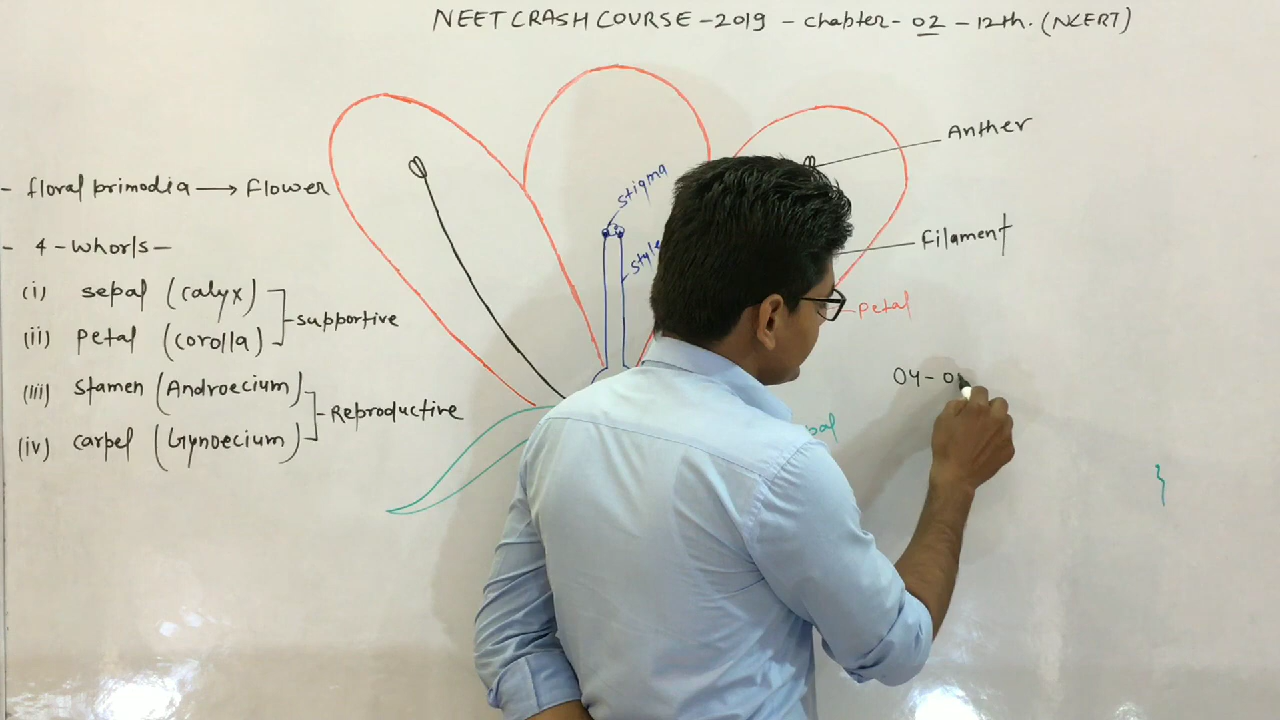 NEET CRASH COURSE - 2019 - chapter - 02 - 12th. (NCERT)
- floral primodia → Flower
- 4 - whorls -
(i) sepal (calyx)
(ii) Petal (corolla)
- supportive
(iii) Stamen (Androecium)
(iv) carpel (Gynoecium)
- Reproductive
Stigma
Style
Anther
Filament
Petal
04 - 0